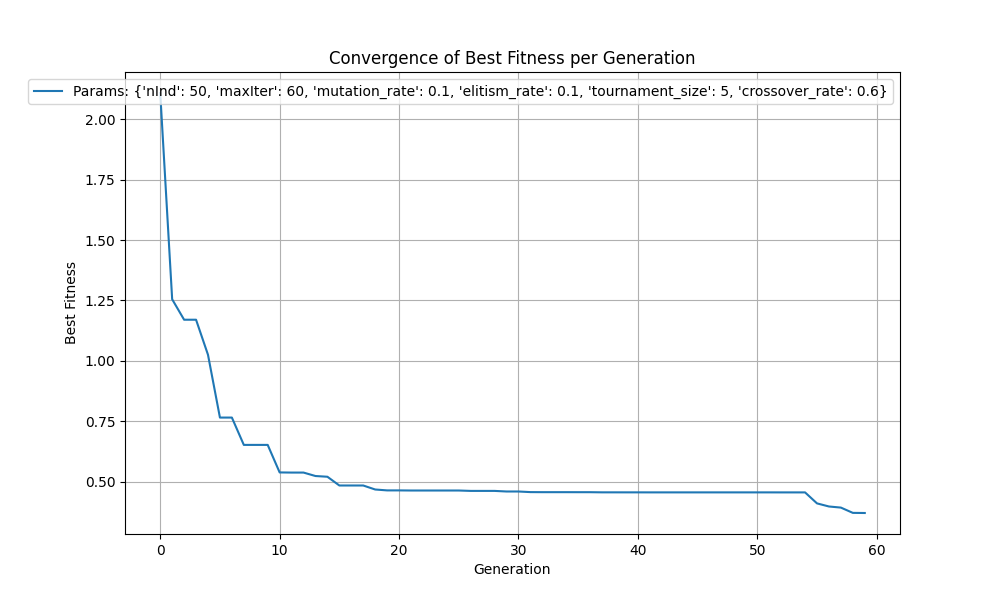 Convergence of Best Fitness per Generation
Params: {'nInd': 50, 'maxIter': 60, 'mutation_rate': 0.1, 'elitism_rate': 0.1, 'tournament_size': 5, 'crossover_rate': 0.6}
2.00
1.75
1.50
1.25
1.00
0.75
0.50
Best Fitness
0 10 20 30 40 50 60
Generation